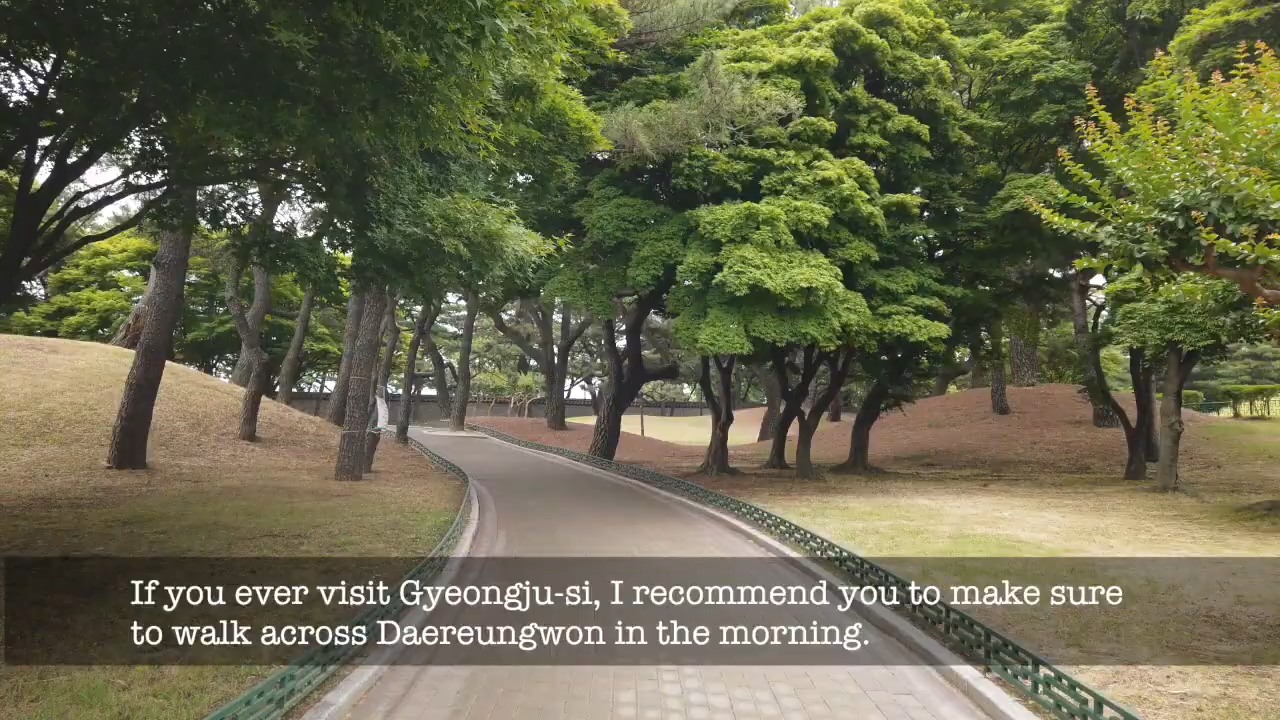 If you ever visit Gyeongju-si, I recommend you to make sure
to walk across Daereungwon in the morning.